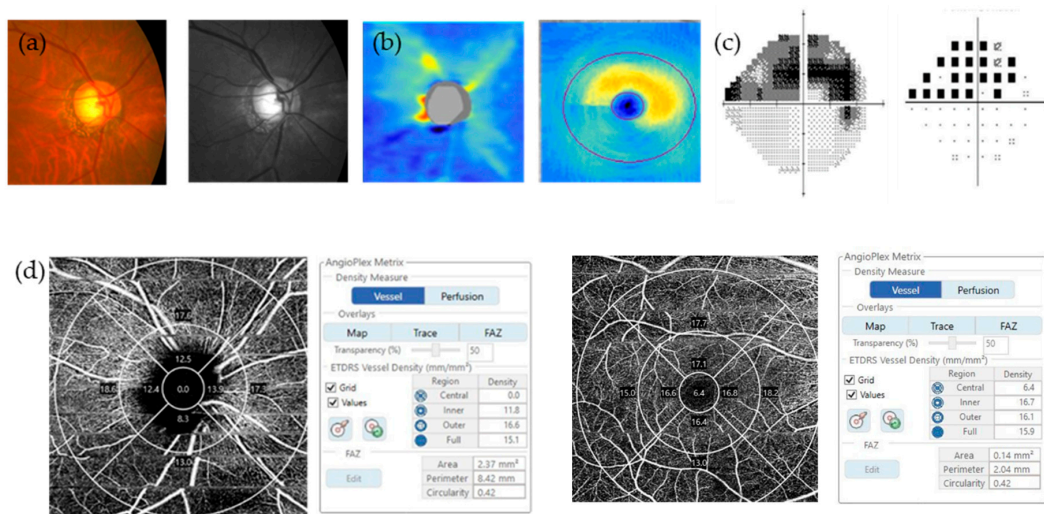 (a)
(b)
(c)
(d)
17.6
12.5
18.6 12.4 0.0 13.9 17.3
8.3
13.0
AngioPlex Metrix
Density Measure
Vessel Perfusion
Overlays
Map Trace FAZ
Transparency (%) 50
ETDRS Vessel Density (mm/mm²)
Grid
Values
Region Density
Central 0.0
Inner 11.8
Outer 16.6
Full 15.1
FAZ
Edit
Area 2.37 mm²
Perimeter 8.42 mm
Circularity 0.42
17.7
17.1
15.0 16.6 6.4 16.8 18.2
16.4
13.0
AngioPlex Metrix
Density Measure
Vessel Perfusion
Overlays
Map Trace FAZ
Transparency (%) 50
ETDRS Vessel Density (mm/mm²)
Grid
Values
Region Density
Central 6.4
Inner 16.7
Outer 16.1
Full 15.9
FAZ
Edit
Area 0.14 mm²
Perimeter 2.04 mm
Circularity 0.42